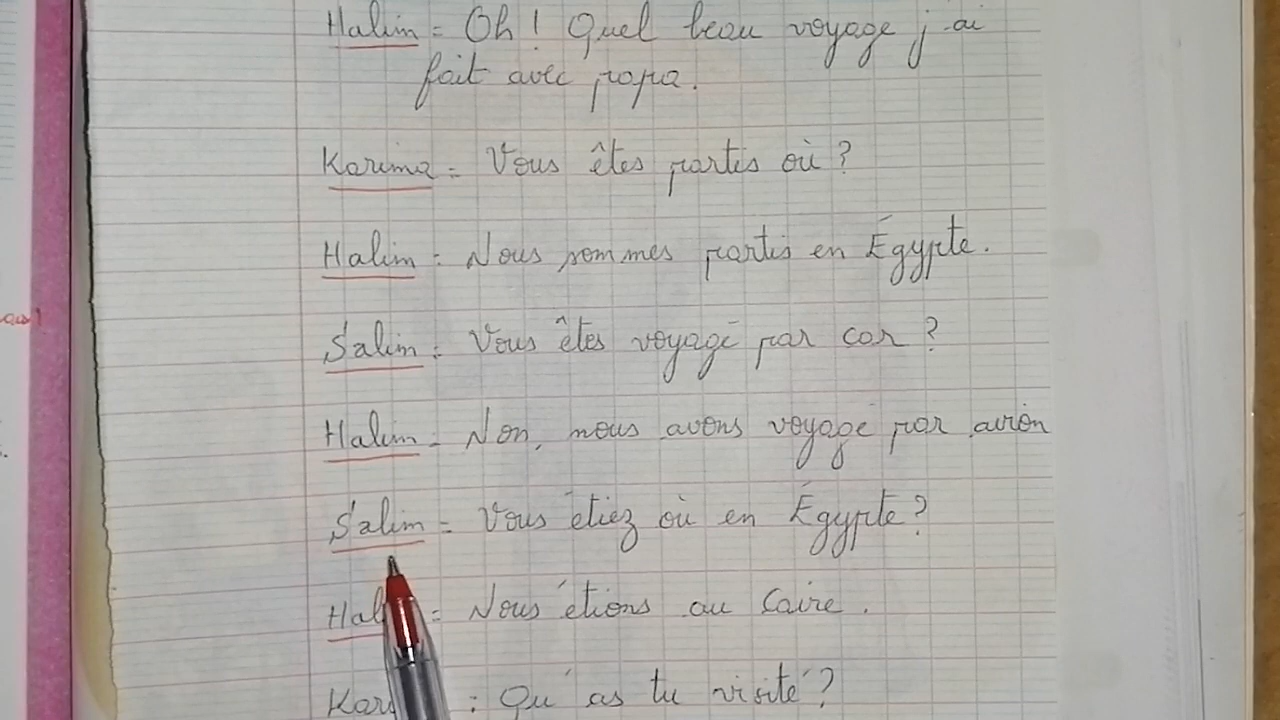 Halim = Oh ! Quel beau voyage j'ai
fait avec papa.
Karima = Vous êtes partis où ?
Halim = Nous sommes partis en Égypte.
Salim = Vous êtes voyagé par car ?
Halim = Non, nous avons voyagé par avion
Salim = Vous étiez où en Égypte ?
Hal = Nous étions au Caire .
Kar : Qu'as tu visité ?